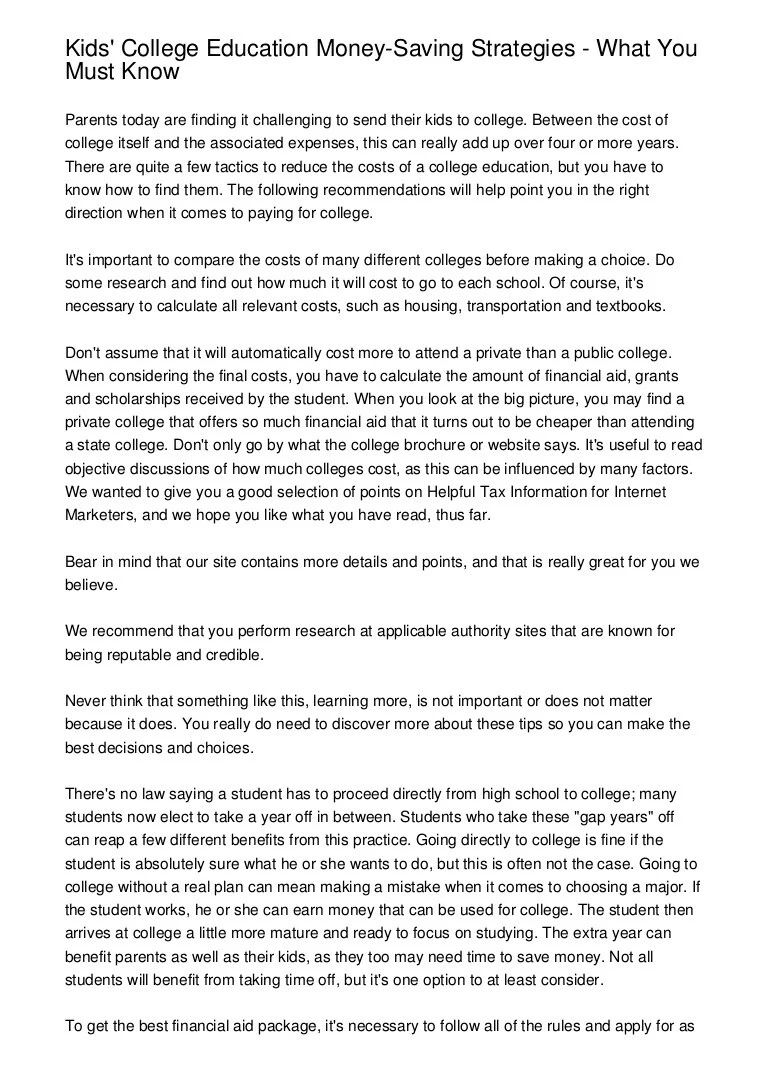 Kids' College Education Money-Saving Strategies - What You
Must Know
Parents today are finding it challenging to send their kids to college. Between the cost of
college itself and the associated expenses, this can really add up over four or more years.
There are quite a few tactics to reduce the costs of a college education, but you have to
know how to find them. The following recommendations will help point you in the right
direction when it comes to paying for college.
It's important to compare the costs of many different colleges before making a choice. Do
some research and find out how much it will cost to go to each school. Of course, it's
necessary to calculate all relevant costs, such as housing, transportation and textbooks.
Don't assume that it will automatically cost more to attend a private than a public college.
When considering the final costs, you have to calculate the amount of financial aid, grants
and scholarships received by the student. When you look at the big picture, you may find a
private college that offers so much financial aid that it turns out to be cheaper than attending
a state college. Don't only go by what the college brochure or website says. It's useful to read
objective discussions of how much colleges cost, as this can be influenced by many factors.
We wanted to give you a good selection of points on Helpful Tax Information for Internet
Marketers, and we hope you like what you have read, thus far.
Bear in mind that our site contains more details and points, and that is really great for you we
believe.
We recommend that you perform research at applicable authority sites that are known for
being reputable and credible.
Never think that something like this, learning more, is not important or does not matter
because it does. You really do need to discover more about these tips so you can make the
best decisions and choices.
There's no law saying a student has to proceed directly from high school to college; many
students now elect to take a year off in between. Students who take these "gap years" off
can reap a few different benefits from this practice. Going directly to college is fine if the
student is absolutely sure what he or she wants to do, but this is often not the case. Going to
college without a real plan can mean making a mistake when it comes to choosing a major. If
the student works, he or she can earn money that can be used for college. The student then
arrives at college a little more mature and ready to focus on studying. The extra year can
benefit parents as well as their kids, as they too may need time to save money. Not all
students will benefit from taking time off, but it's one option to at least consider.
To get the best financial aid package, it's necessary to follow all of the rules and apply for as